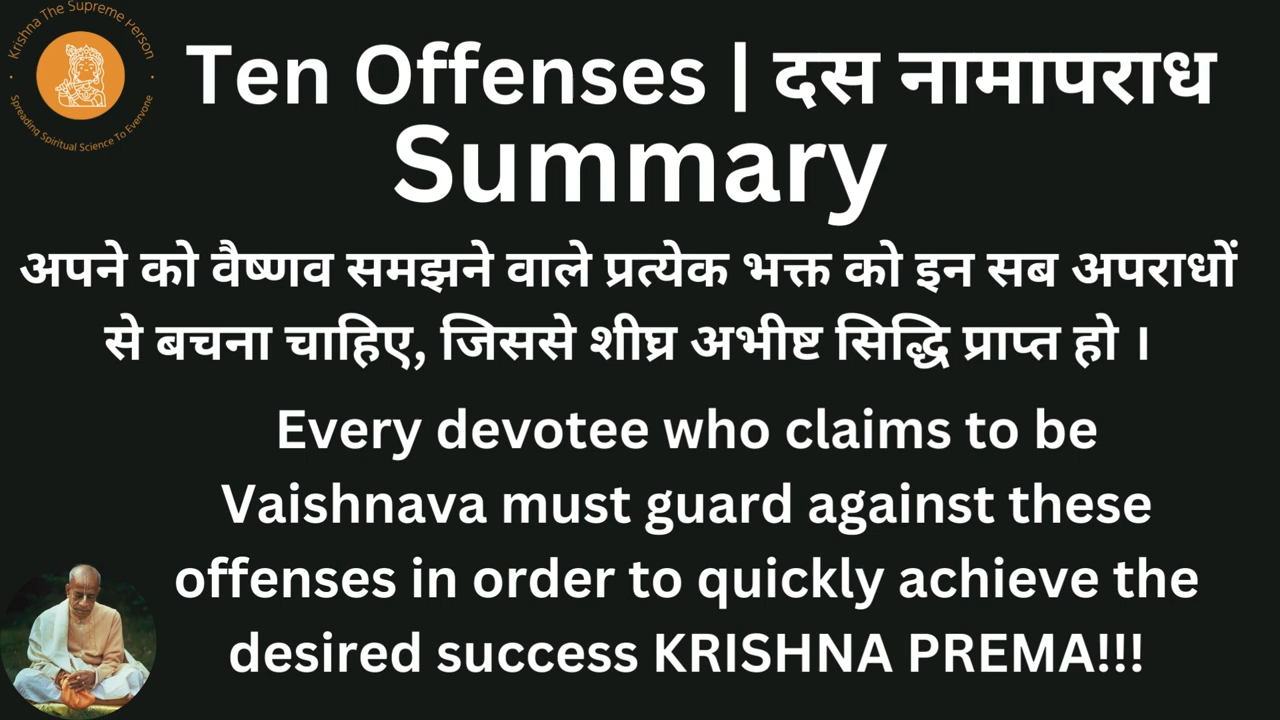 Krishna The Supreme Person
Spreading Spiritual Science To Everyone
Ten Offenses | दस नामापराध
Summary
अपने को वैष्णव समझने वाले प्रत्येक भक्त को इन सब अपराधों
से बचना चाहिए, जिससे शीघ्र अभीष्ट सिद्धि प्राप्त हो ।
Every devotee who claims to be
Vaishnava must guard against these
offenses in order to quickly achieve the
desired success KRISHNA PREMA!!!